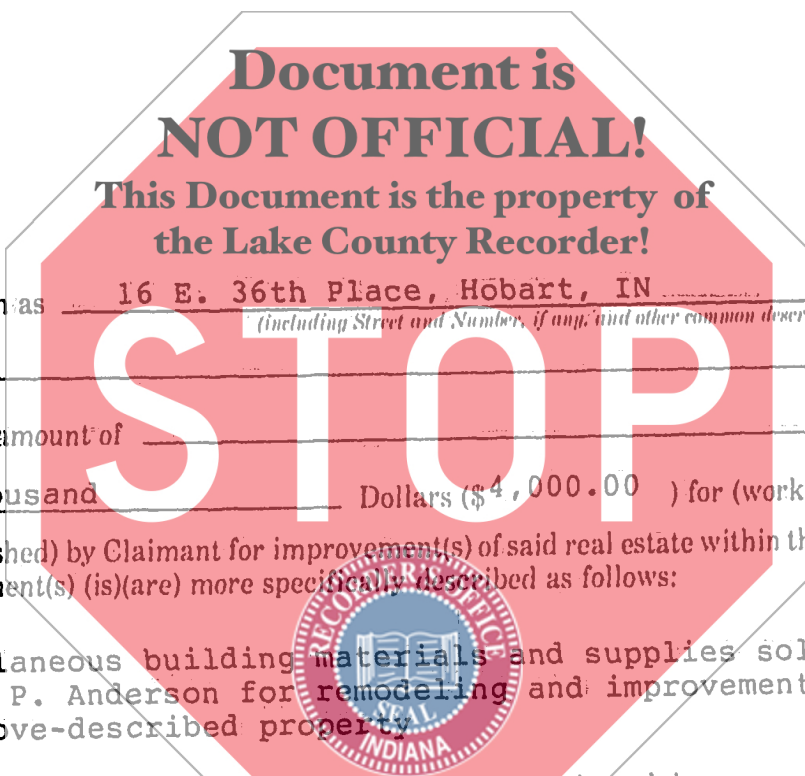 Document is
NOT OFFICIAL!
This Document is the property of
the Lake County Recorder!
as 16 E. 36th Place, Hobart, IN
(including Street and Number, if any, and other common descr
STOP
amount of
usand Dollars ($4,000.00 ) for (work
hed) by Claimant for improvement(s) of said real estate within th
ent(s) (is)(are) more specifically described as follows:
RECORDER'S OFFICE
laneous building materials and supplies sol
P. Anderson for remodeling and improvement
ove-described property
SEAL
INDIANA